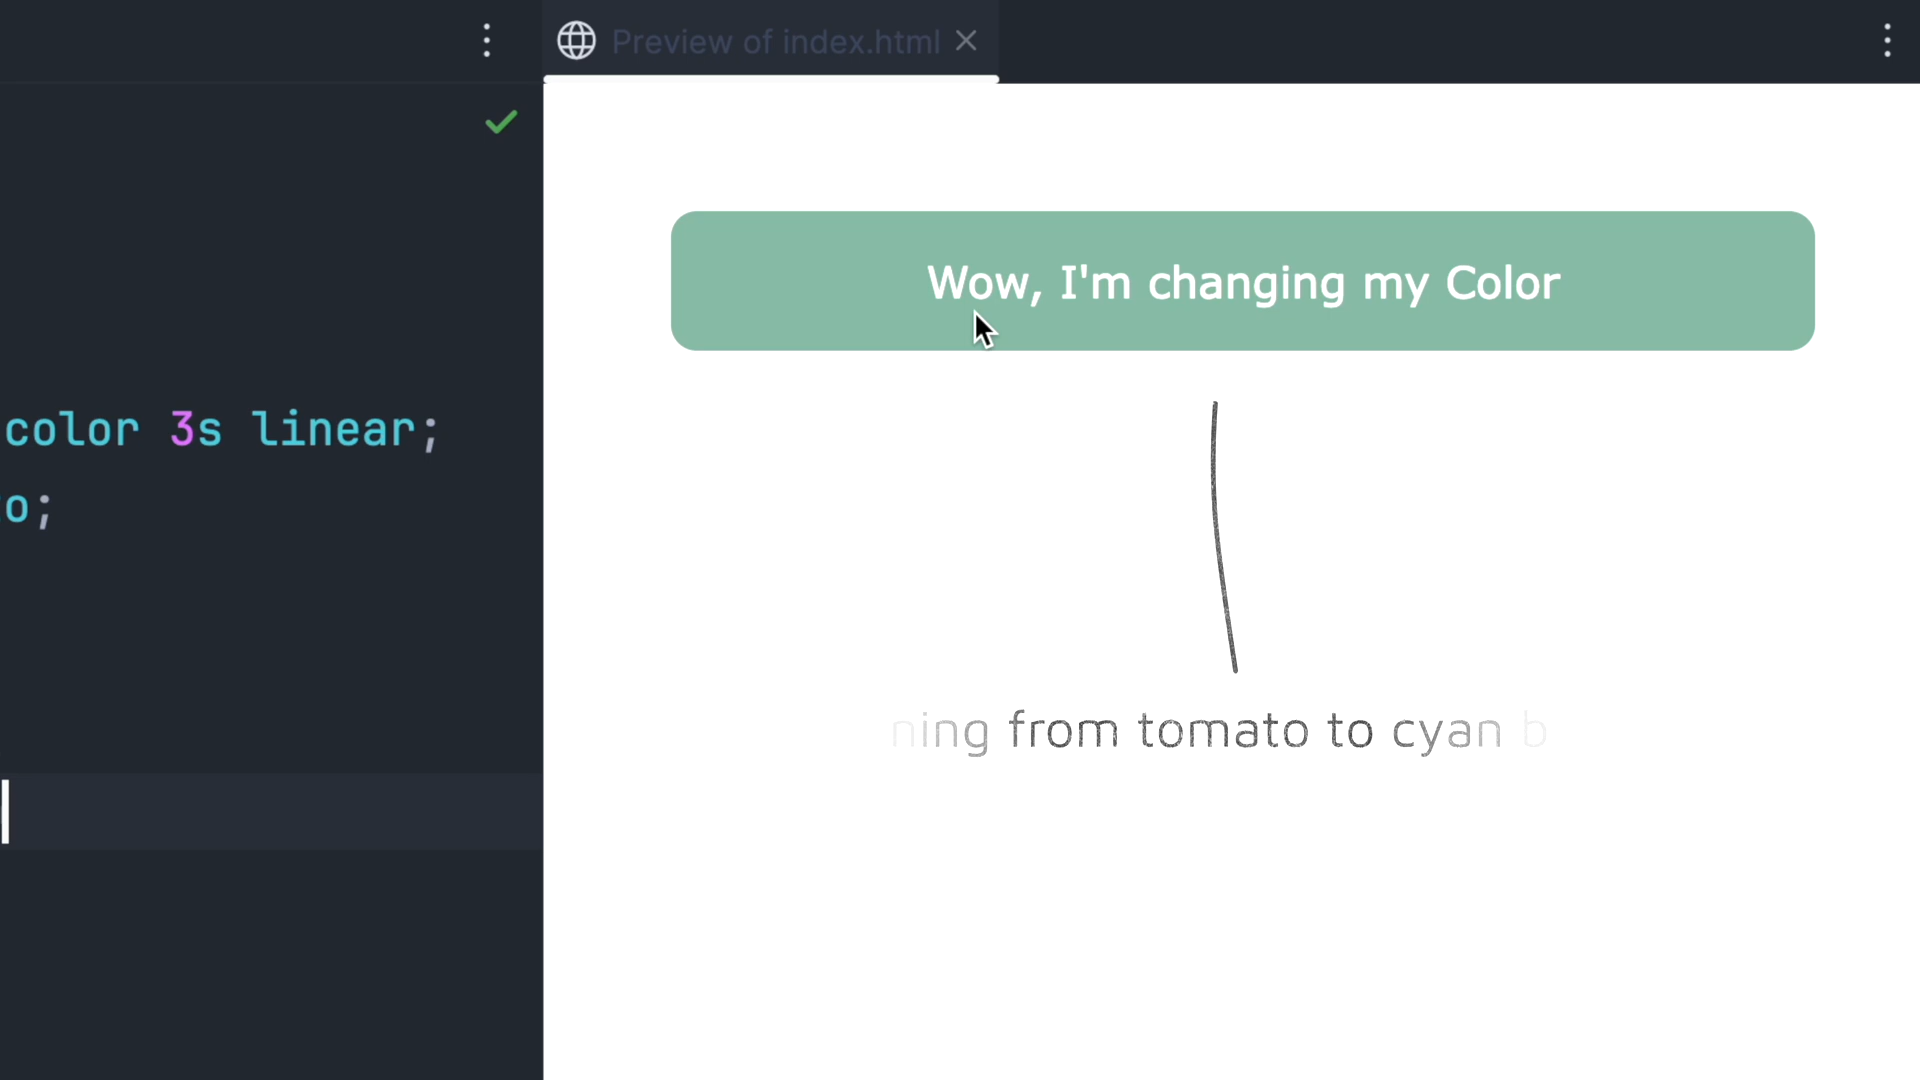 Preview of index.html
Wow, I'm changing my Color
color 3s linear;
o;
ning from tomato to cyan b